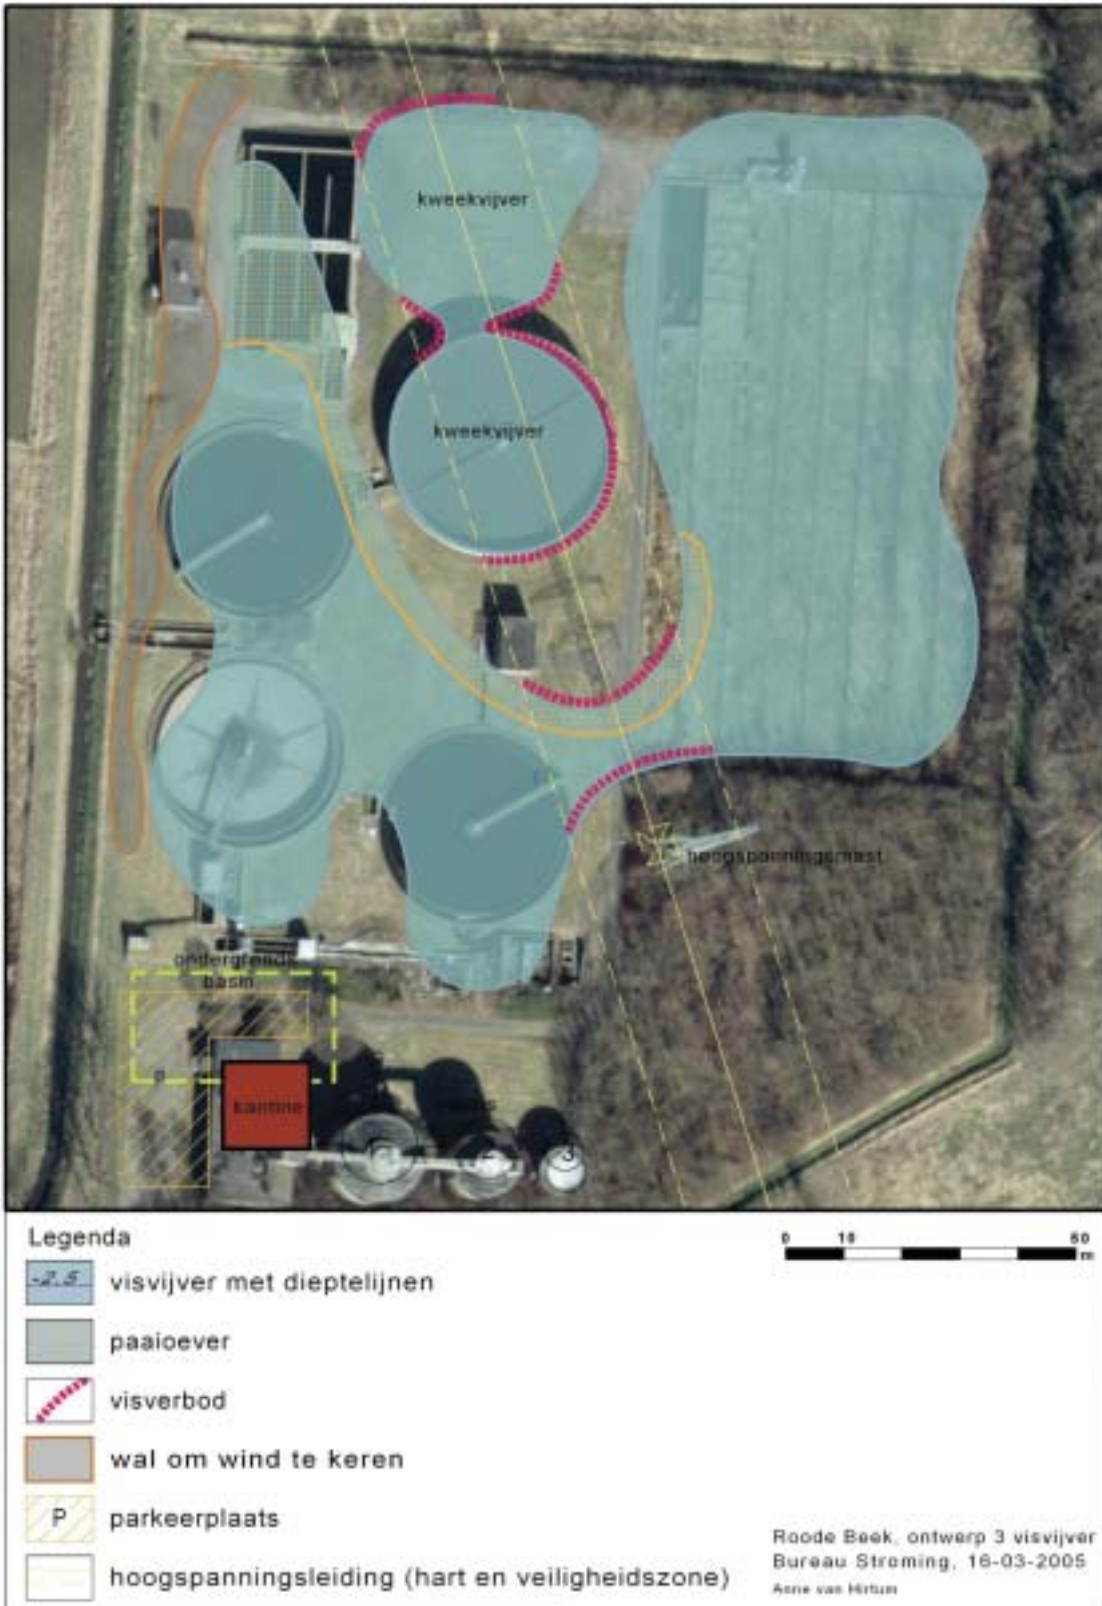 kweekvijver
kweekvijver
hoogspanningsmast
ondergronds
basin
P
kantine
3
Legenda
0 10 50
m
-2.5 visvijver met dieptelijnen
paaioever
visverbod
wal om wind te keren
P parkeerplaats
hoogspanningsleiding (hart en veiligheidszone)
Roode Beek, ontwerp 3 visvijver
Bureau Stroming, 16-03-2005
Anne van Hirtum